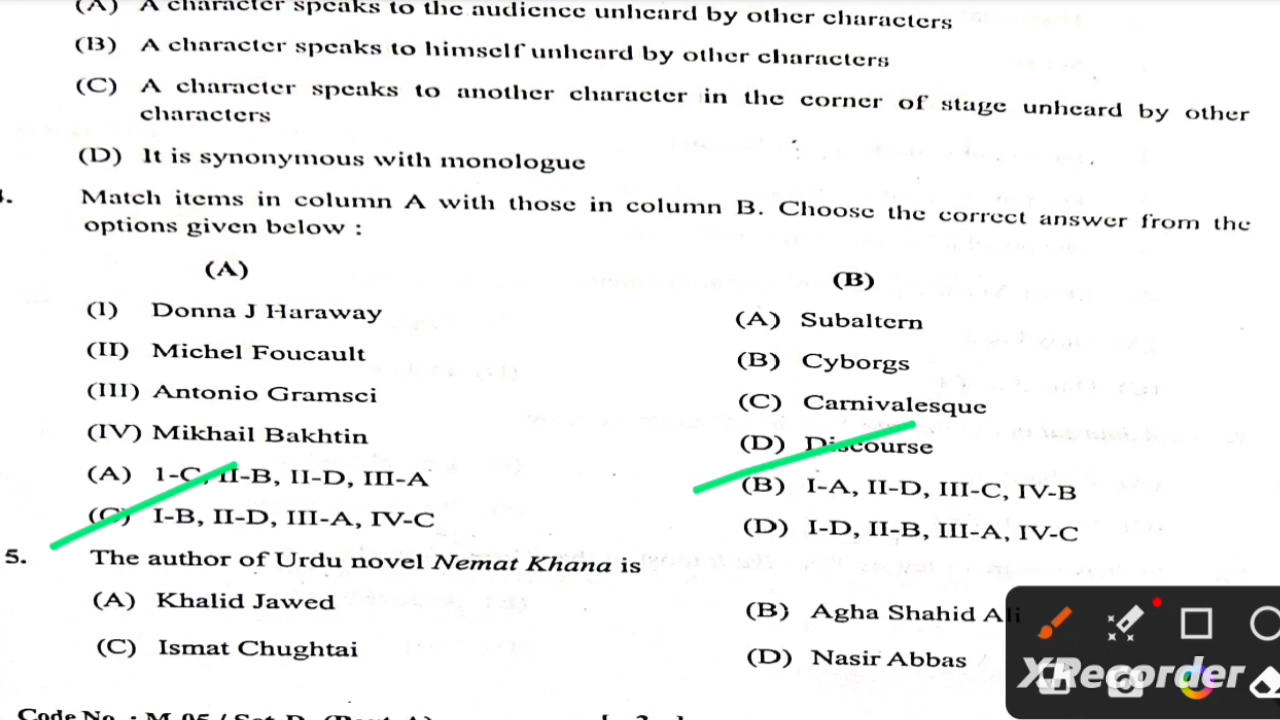 (A) A character speaks to the audience unheard by other characters
(B) A character speaks to himself unheard by other characters
(C) A character speaks to another character in the corner of stage unheard by other
characters
(D) It is synonymous with monologue
Match items in column A with those in column B. Choose the correct answer from the
options given below :
(A)
(B)
(I) Donna J Haraway
(A) Subaltern
(II) Michel Foucault
(B) Cyborgs
(III) Antonio Gramsci
(C) Carnivalesque
(IV) Mikhail Bakhtin
(D) Discourse
(A) 1-C, II-B, II-D, III-A
(B) I-A, II-D, III-C, IV-B
(C) I-B, II-D, III-A, IV-C
(D) I-D, II-B, III-A, IV-C
5. The author of Urdu novel Nemat Khana is
(A) Khalid Jawed
(B) Agha Shahid Ali
(C) Ismat Chughtai
(D) Nasir Abbas
XRecorder
Code No. :